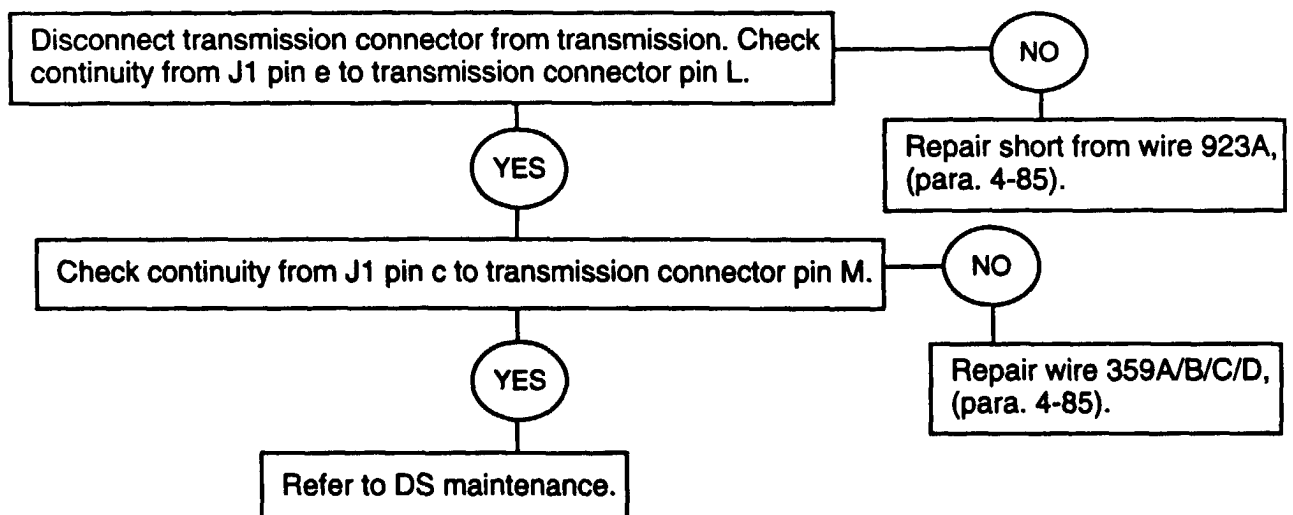 Disconnect transmission connector from transmission. Check
continuity from J1 pin e to transmission connector pin L.
NO
Repair short from wire 923A,
(para. 4-85).
YES
Check continuity from J1 pin c to transmission connector pin M.
NO
Repair wire 359A/B/C/D,
(para. 4-85).
YES
Refer to DS maintenance.